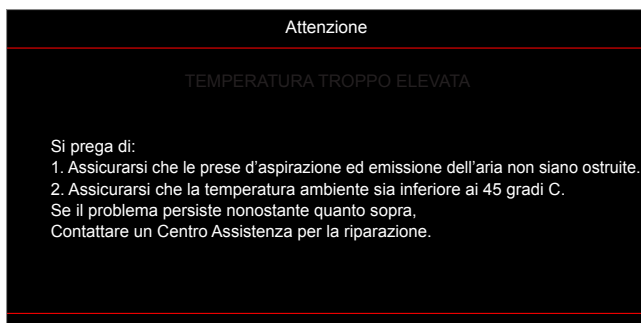 Attenzione
TEMPERATURA TROPPO ELEVATA
Si prega di:
1. Assicurarsi che le prese d'aspirazione ed emissione dell'aria non siano ostruite.
2. Assicurarsi che la temperatura ambiente sia inferiore ai 45 gradi C.
Se il problema persiste nonostante quanto sopra,
Contattare un Centro Assistenza per la riparazione.